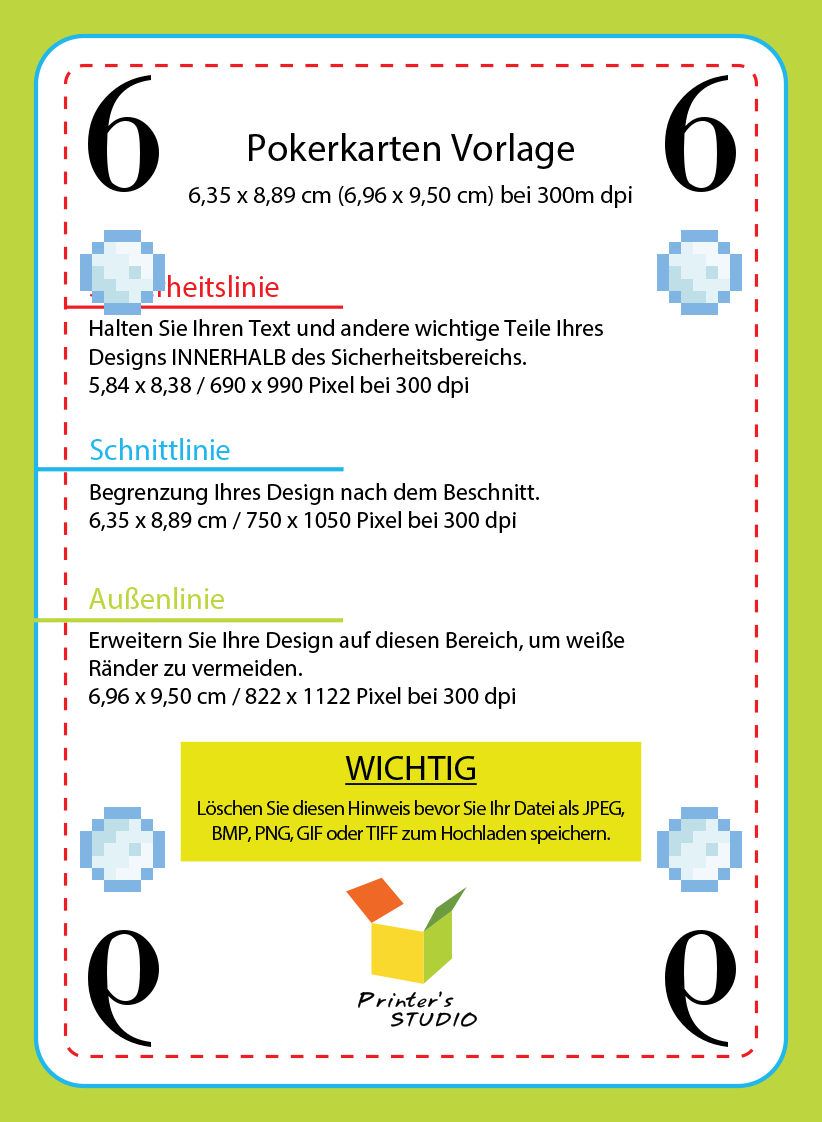 6 6
Pokerkarten Vorlage
6,35 x 8,89 cm (6,96 x 9,50 cm) bei 300m dpi
heitslinie
Halten Sie Ihren Text und andere wichtige Teile Ihres
Designs INNERHALB des Sicherheitsbereichs.
5,84 x 8,38 / 690 x 990 Pixel bei 300 dpi
Schnittlinie
Begrenzung Ihres Design nach dem Beschnitt.
6,35 x 8,89 cm / 750 x 1050 Pixel bei 300 dpi
Außenlinie
Erweitern Sie Ihre Design auf diesen Bereich, um weiße
Ränder zu vermeiden.
6,96 x 9,50 cm / 822 x 1122 Pixel bei 300 dpi
WICHTIG
Löschen Sie diesen Hinweis bevor Sie Ihr Datei als JPEG,
BMP, PNG, GIF oder TIFF zum Hochladen speichern.
Printer's
STUDIO
6 6